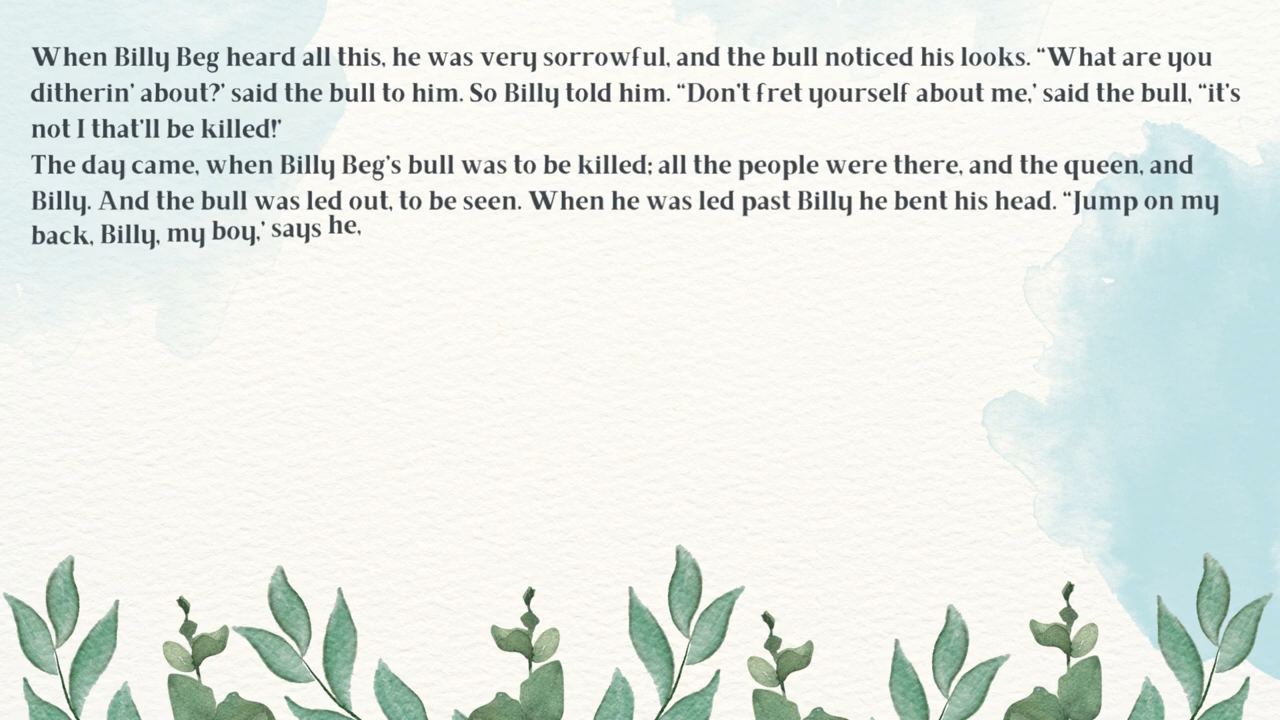 When Billy Beg heard all this, he was very sorrowful, and the bull noticed his looks. “What are you
ditherin’ about?’ said the bull to him. So Billy told him. “Don’t fret yourself about me,’ said the bull, “it’s
not I that’ll be killed!’
The day came, when Billy Beg’s bull was to be killed; all the people were there, and the queen, and
Billy. And the bull was led out, to be seen. When he was led past Billy he bent his head. “Jump on my
back, Billy, my boy,’ says he,